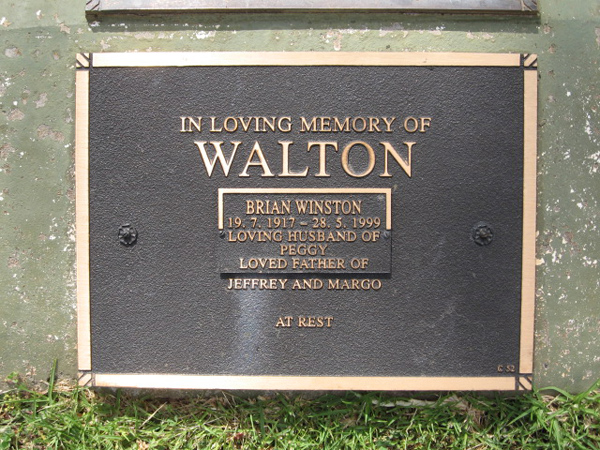 IN LOVING MEMORY OF
WALTON
BRIAN WINSTON
19. 7. 1917 - 28. 5. 1999
LOVING HUSBAND OF
PEGGY
LOVED FATHER OF
JEFFREY AND MARGO
AT REST
C 52